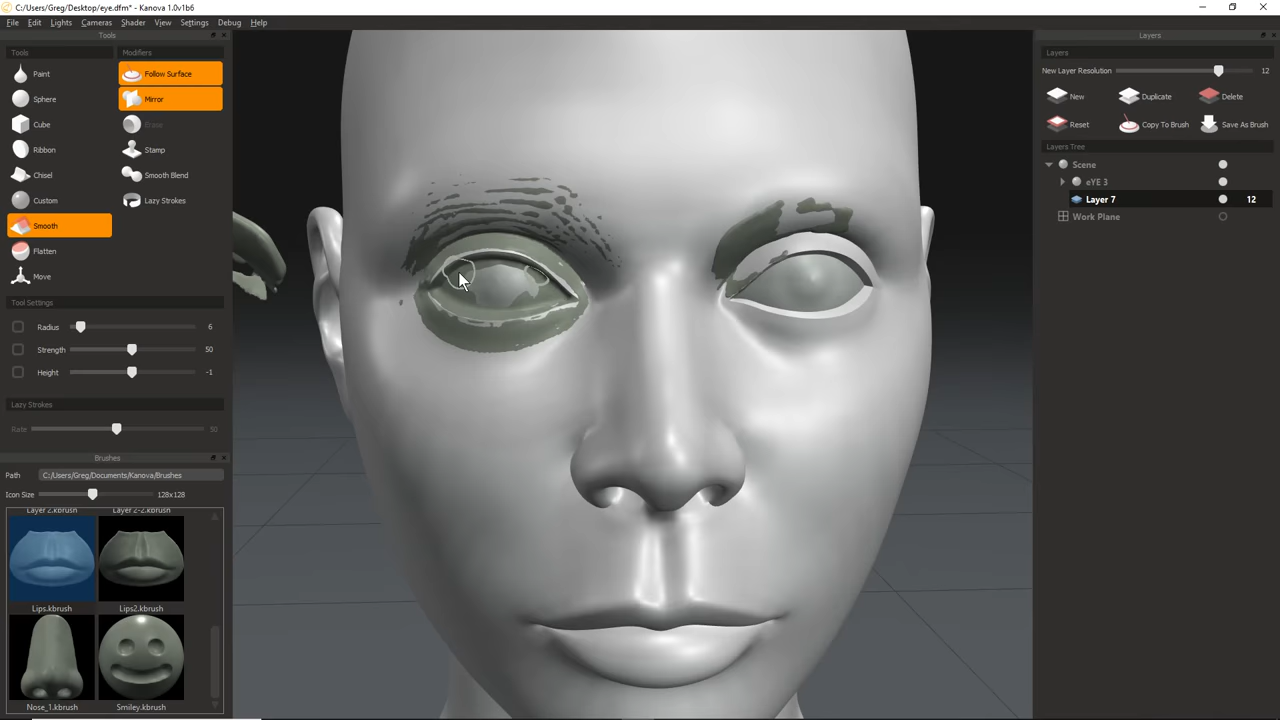 C:/Users/Greg/Desktop/eye.dfm* - Kanova 1.0v1b6
File Edit Lights Cameras Shader View Settings Debug Help
Tools
Tools Modifiers
Paint Follow Surface
Sphere Mirror
Cube Erase
Ribbon Stamp
Chisel Smooth Blend
Custom Lazy Strokes
Smooth
Flatten
Move
Tool Settings
Radius 6
Strength 50
Height -1
Lazy Strokes
Rate 50
Brushes
Path C:/Users/Greg/Documents/Kanova/Brushes
Icon Size 128x128
Layer 2.kbrush Layer 2-2.kbrush
Lips.kbrush Lips2.kbrush
Nose_1.kbrush Smiley.kbrush
Layers
Layers
New Layer Resolution 12
New Duplicate Delete
Reset Copy To Brush Save As Brush
Layers Tree
Scene
eYE 3
Layer 7 12
Work Plane